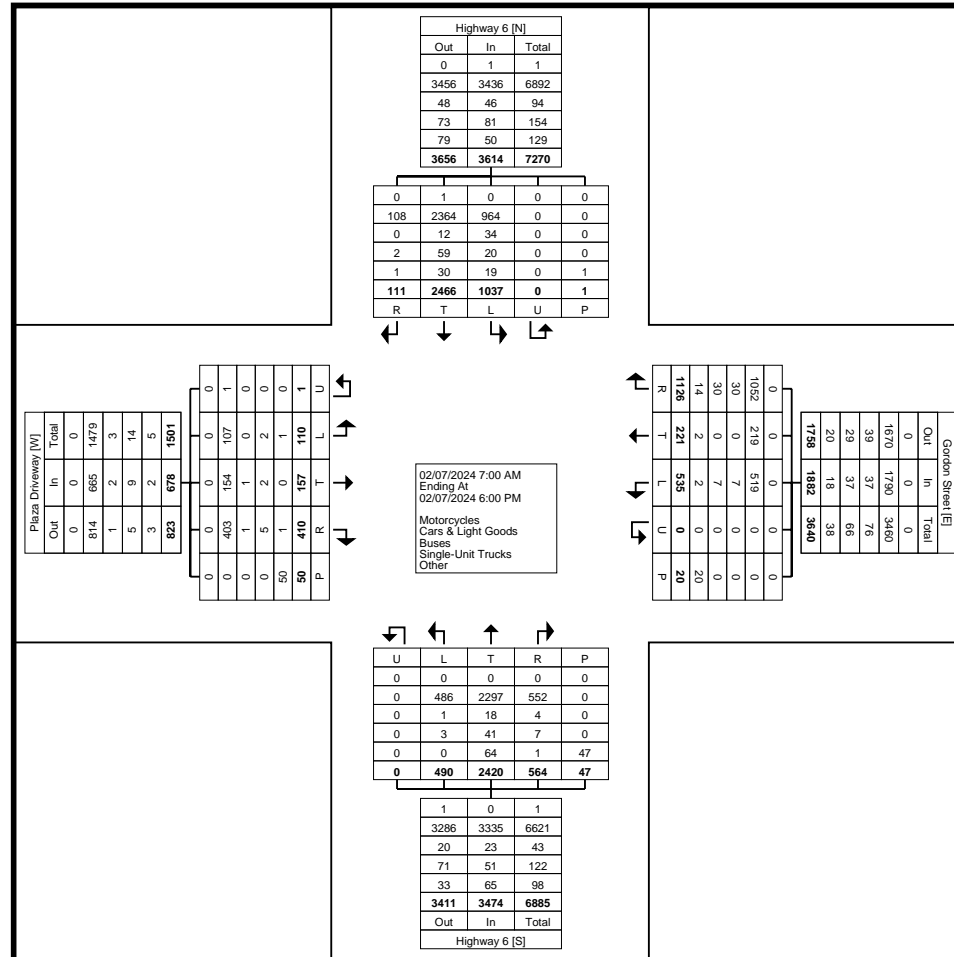 Highway 6 [N]
Out In Total
0 1 1
3456 3436 6892
48 46 94
73 81 154
79 50 129
3656 3614 7270
0 1 0 0 0
108 2364 964 0 0
0 12 34 0 0
2 59 20 0 0
1 30 19 0 1
111 2466 1037 0 1
R T L U P
Plaza Driveway [W]
Total 0 1479 3 14 5 1501
In 0 665 2 9 2 678
Out 0 814 1 5 3 823
0 1 0 0 0 1 U
0 107 0 2 1 110 L
0 154 1 2 0 157 T
0 403 1 5 1 410 R
0 0 0 0 50 50 P
02/07/2024 7:00 AM
Ending At
02/07/2024 6:00 PM
Motorcycles
Cars & Light Goods
Buses
Single-Unit Trucks
Other
R 1126 14 30 30 1052 0
T 221 2 0 0 219 0
L 535 2 7 7 519 0
U 0 0 0 0 0 0
P 20 20 0 0 0 0
1758 20 29 39 1670 0 Out
1882 18 37 37 1790 0 In
3640 38 66 76 3460 0 Total
Gordon Street [E]
U L T R P
0 0 0 0 0
0 486 2297 552 0
0 1 18 4 0
0 3 41 7 0
0 0 64 1 47
0 490 2420 564 47
1 0 1
3286 3335 6621
20 23 43
71 51 122
33 65 98
3411 3474 6885
Out In Total
Highway 6 [S]